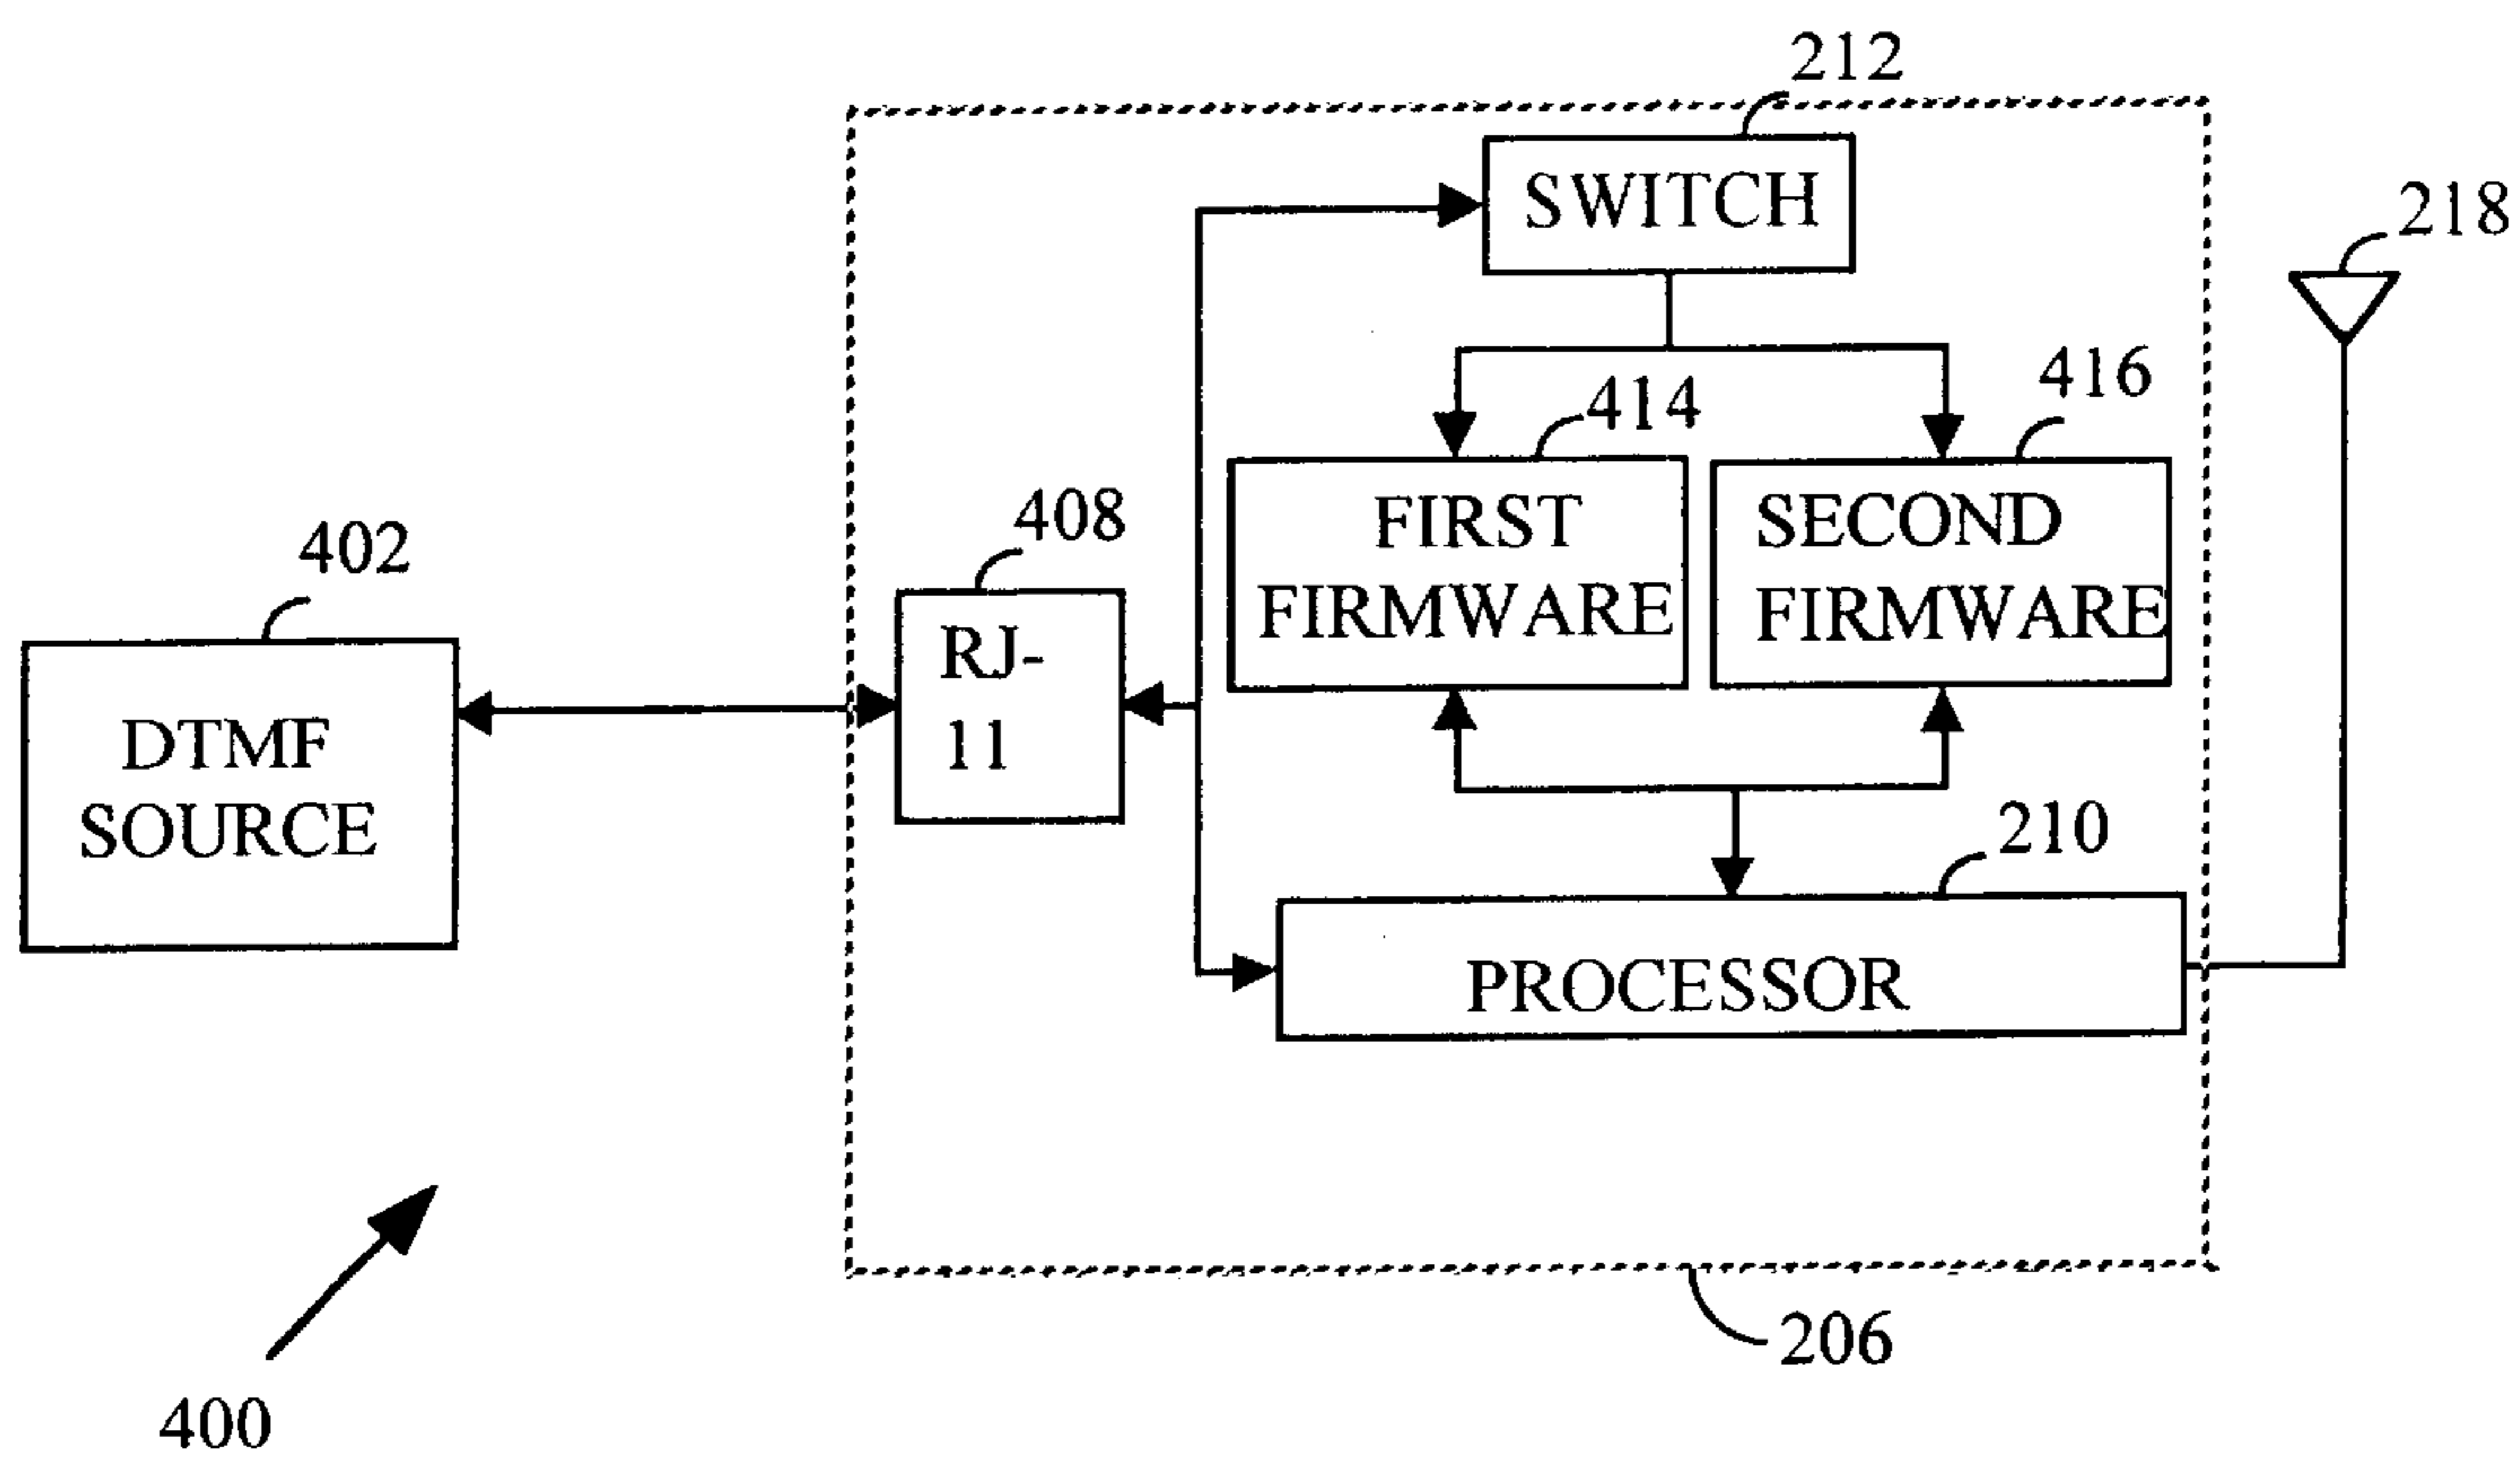 212
SWITCH
218
416
414
FIRST
FIRMWARE
SECOND
FIRMWARE
408
RJ-
11
402
DTMF
SOURCE
210
PROCESSOR
206
400